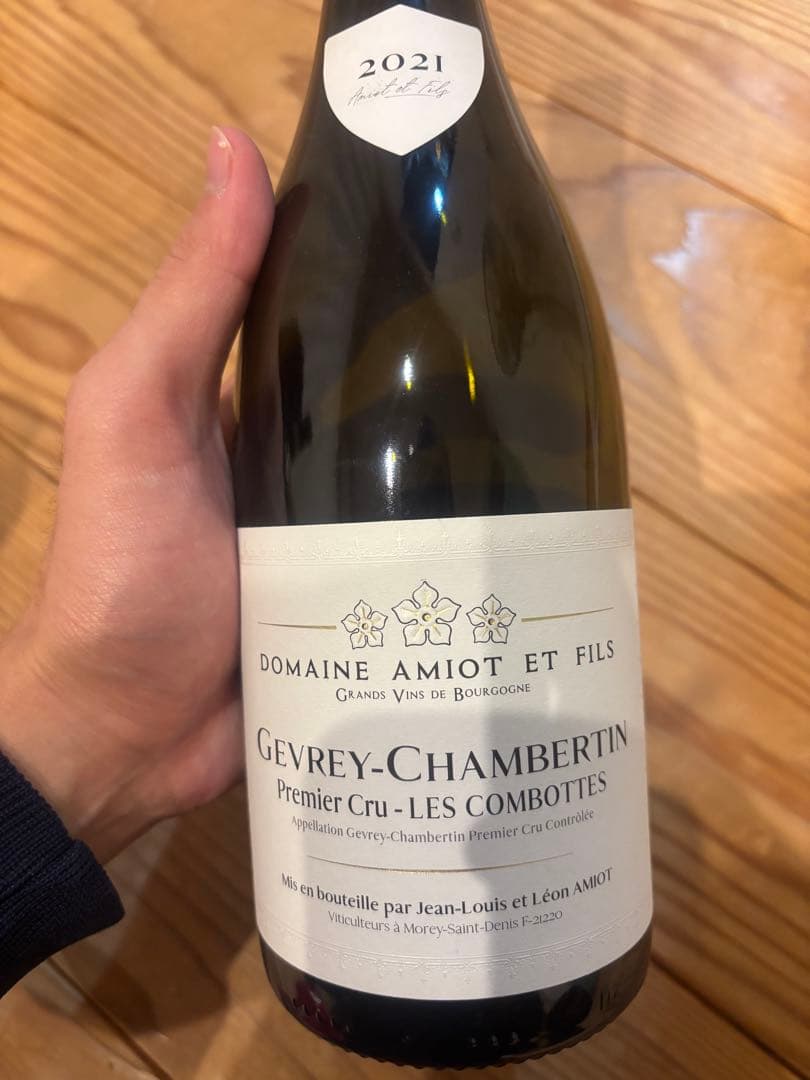 2021
Amiot et Fils
DOMAINE AMIOT ET FILS
GRANDS VINS DE BOURGOGNE
GEVREY-CHAMBERTIN
Premier Cru - LES COMBOTTES
Appellation Gevrey-Chambertin Premier Cru Contrôlée
Mis en bouteille par Jean-Louis et Léon AMIOT
Viticulteurs à Morey-Saint-Denis F-21220